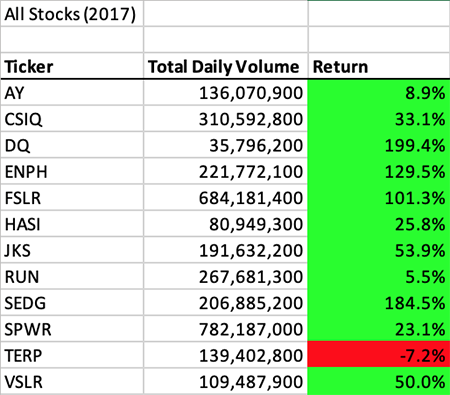 All Stocks (2017)
Ticker Total Daily Volume Return
AY 136,070,900 8.9%
CSIQ 310,592,800 33.1%
DQ 35,796,200 199.4%
ENPH 221,772,100 129.5%
FSLR 684,181,400 101.3%
HASI 80,949,300 25.8%
JKS 191,632,200 53.9%
RUN 267,681,300 5.5%
SEDG 206,885,200 184.5%
SPWR 782,187,000 23.1%
TERP 139,402,800 -7.2%
VSLR 109,487,900 50.0%